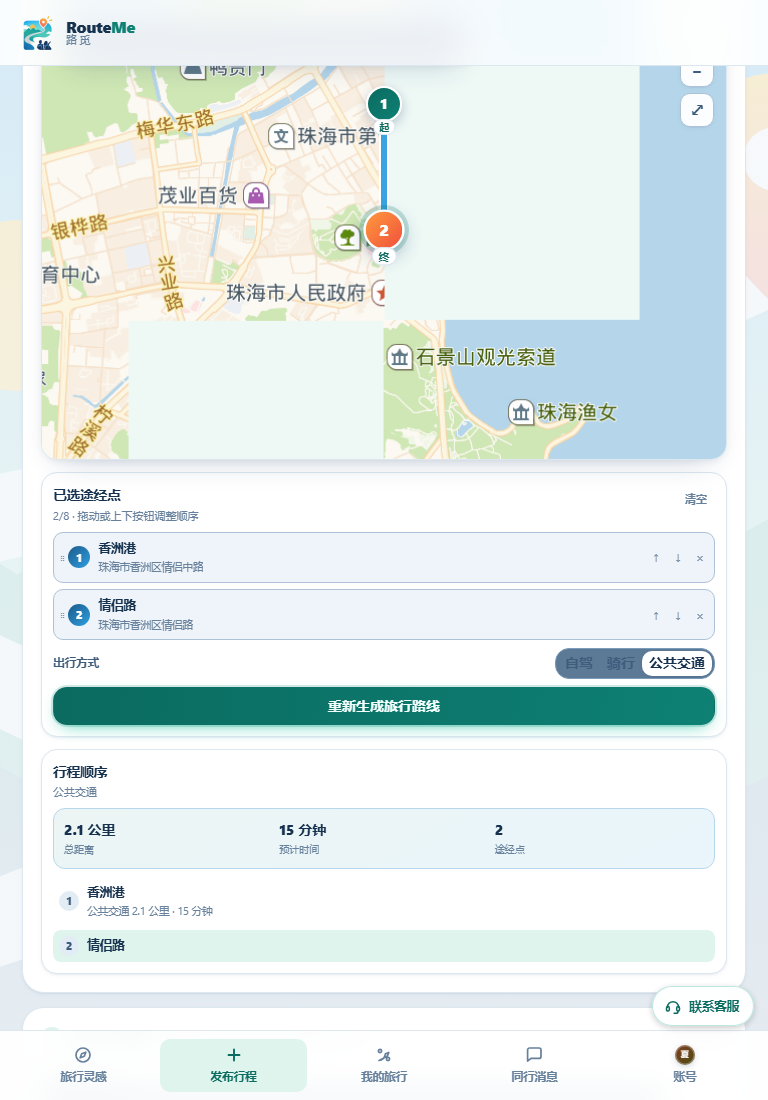 RouteMe
路觅
梅华东路
1
起
文 珠海市第
茂业百货
银桦路
2
终
育中心
兴业路
珠海市人民政府
石景山观光索道
珠海渔女
柠溪路
已选途经点
清空
2/8 · 拖动或上下按钮调整顺序
1 香洲港
珠海市香洲区情侣中路
↑ ↓ ×
2 情侣路
珠海市香洲区情侣路
↑ ↓ ×
出行方式
自驾 骑行 公共交通
重新生成旅行路线
行程顺序
公共交通
2.1 公里 15 分钟 2
总距离 预计时间 途经点
1 香洲港
公共交通 2.1 公里 · 15 分钟
2 情侣路
联系客服
夏
旅行灵感 发布行程 我的旅行 同行消息 账号